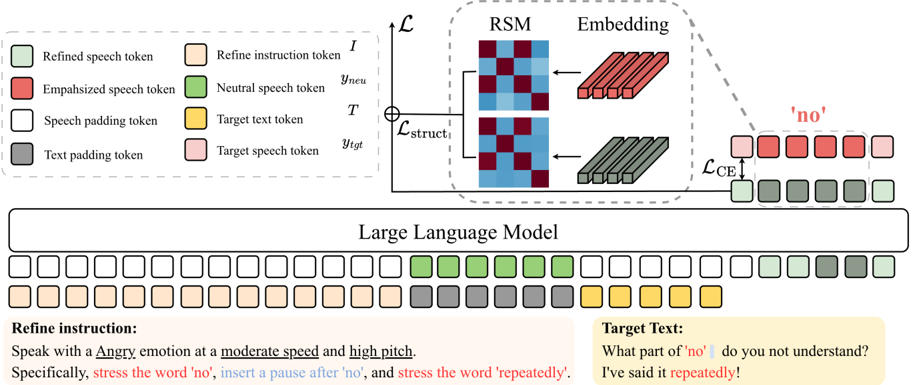 ℒ
RSM
Embedding
Refined speech token
Refine instruction token
I
Empahsized speech token
Neutral speech token
y_neu
Speech padding token
Target text token
T
Text padding token
Target speech token
y_tgt
ℒ_struct
'no'
ℒ_CE
Large Language Model
Refine instruction:
Speak with a Angry emotion at a moderate speed and high pitch.
Specifically, stress the word 'no', insert a pause after 'no', and stress the word 'repeatedly'.
Target Text:
What part of 'no' do you not understand?
I've said it repeatedly!